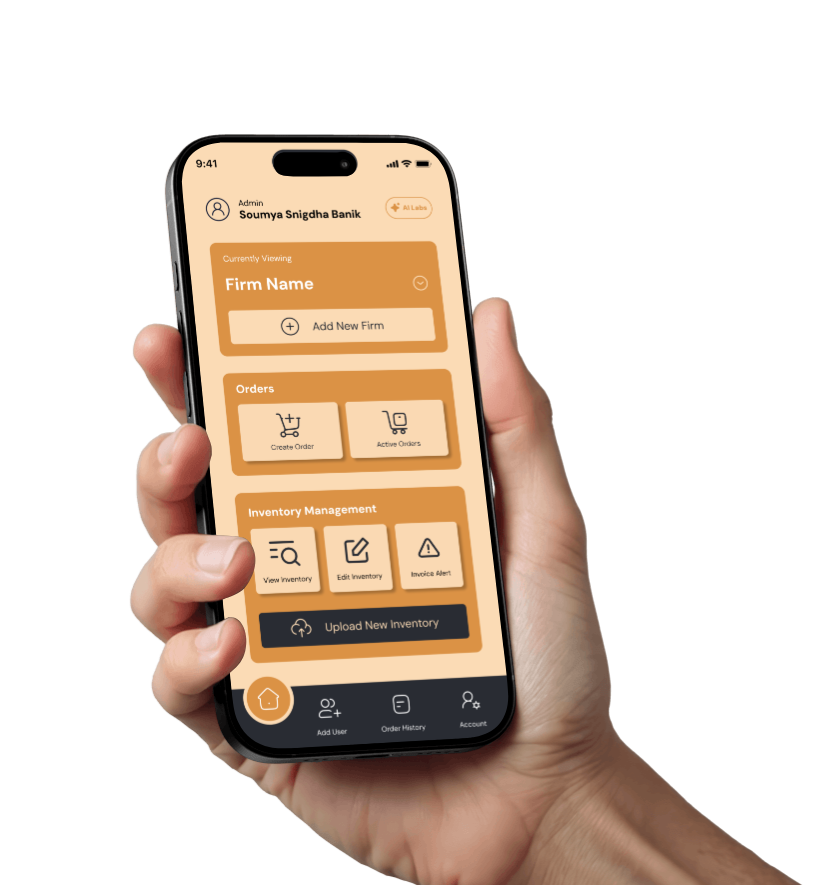 9:41
Admin
Soumya Snigdha Banik
AI Labs
Currently Viewing
Firm Name
Add New Firm
Orders
Create Order
Active Orders
Inventory Management
View Inventory
Edit Inventory
Invoice Alert
Upload New Inventory
Add User
Order History
Account